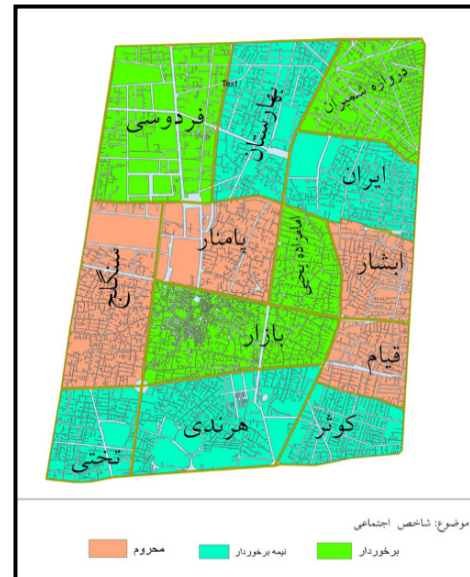 دروازه شمیران
بهارستان
Text
فردوسی
ایران
امامزاده یحیی
پامنار
ابشار
سنگلج
بازار
قیام
هرندی
کوثر
تختی
موضوع: شاخص اجتماعی
برخوردار
نیمه برخوردار
محروم